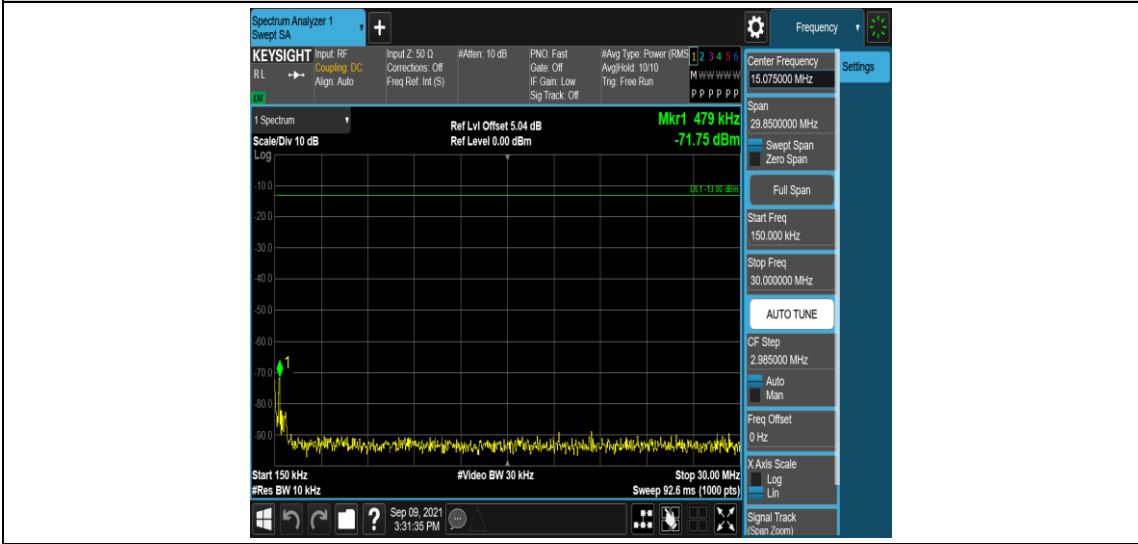 Spectrum Analyzer 1
Swept SA
+
Frequency
KEYSIGHT
Input: RF
Input Z: 50 Ω
#Atten: 10 dB
PNO: Fast
#Avg Type: Power (RMS
1 2 3 4 5 6
RL
Coupling: DC
Corrections: Off
Gate: Off
Avg|Hold: 10/10
M W W W W W
Align: Auto
Freq Ref: Int (S)
IF Gain: Low
Trig: Free Run
Sig Track: Off
P P P P P P
1 Spectrum
Scale/Div 10 dB
Ref Lvl Offset 5.04 dB
Ref Level 0.00 dBm
Mkr1 479 kHz
-71.75 dBm
Log
-10.0
DL1 -13.00 dBm
-20.0
-30.0
-40.0
-50.0
-60.0
1
-70.0
-80.0
-90.0
Start 150 kHz
#Video BW 30 kHz
Stop 30.00 MHz
#Res BW 10 kHz
Sweep 92.6 ms (1000 pts)
?
Sep 09, 2021
3:31:35 PM
Center Frequency
15.075000 MHz
Settings
Span
29.8500000 MHz
Swept Span
Zero Span
Full Span
Start Freq
150.000 kHz
Stop Freq
30.000000 MHz
AUTO TUNE
CF Step
2.985000 MHz
Auto
Man
Freq Offset
0 Hz
X Axis Scale
Log
Lin
Signal Track
(Span Zoom)